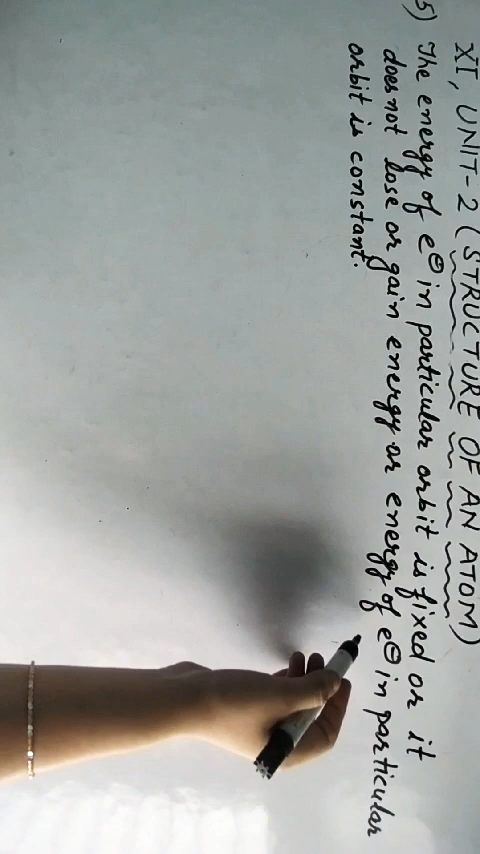 XI, UNIT-2 (STRUCTURE OF AN ATOM)
5) The energy of e⊖ in particular orbit is fixed or it
does not lose or gain energy or energy of e⊖ in particular
orbit is constant.